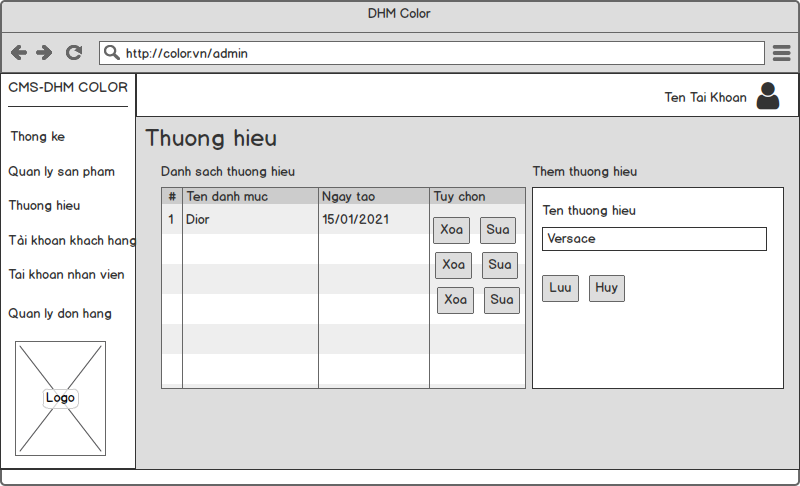 DHM Color
http://color.vn/admin
CMS-DHM COLOR
Ten Tai Khoan
Thong ke
Quan ly san pham
Thuong hieu
Tải khoan khach hang
Tai khoan nhan vien
Quan ly don hang
Logo
Thuong hieu
Danh sach thuong hieu
# Ten danh muc Ngay tao Tuy chon
1 Dior 15/01/2021 Xoa Sua
Xoa Sua
Xoa Sua
Them thuong hieu
Ten thuong hieu
Versace
Luu Huy